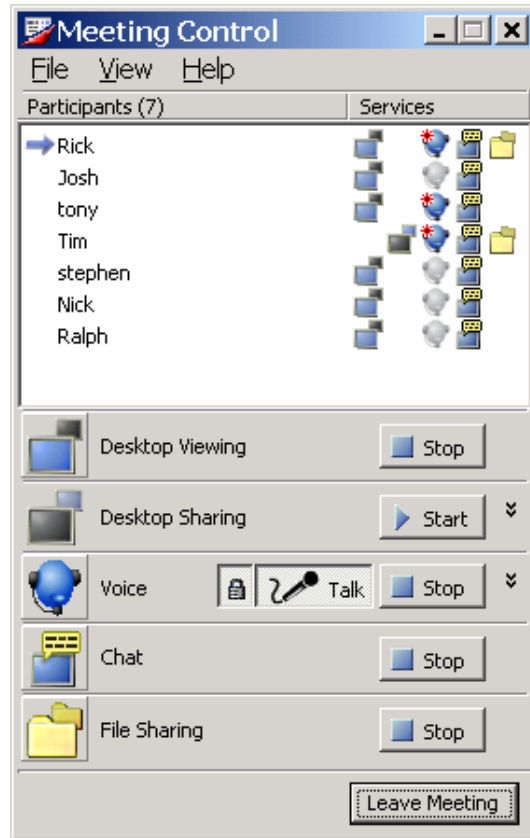 Meeting Control
File View Help
Participants (7) Services
Rick
Josh
tony
Tim
stephen
Nick
Ralph
Desktop Viewing Stop
Desktop Sharing Start
Voice Talk Stop
Chat Stop
File Sharing Stop
Leave Meeting